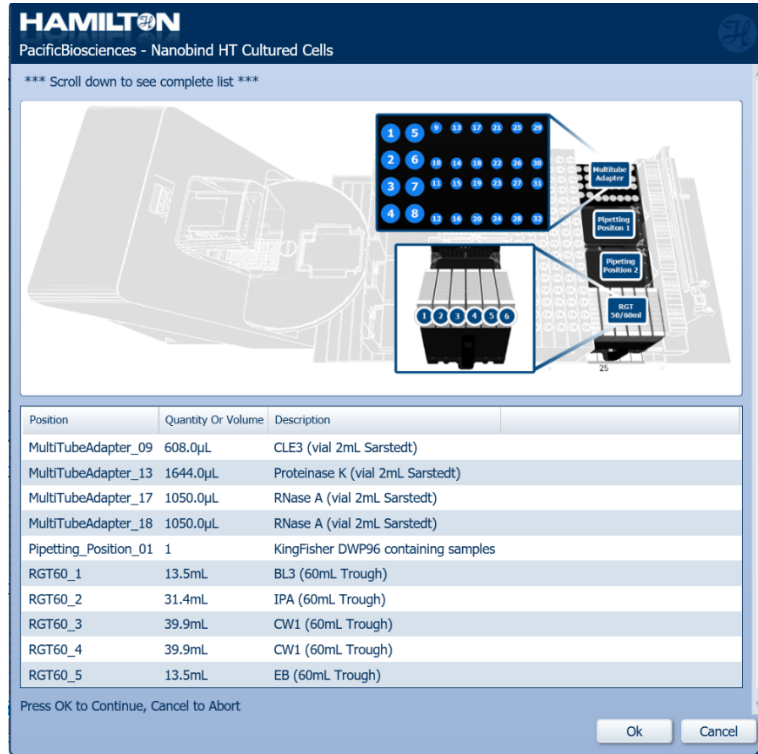 HAMILTON
PacificBiosciences - Nanobind HT Cultured Cells
*** Scroll down to see complete list ***
1 5 9 13 17 21 25 29
2 6 10 14 18 22 26 30
3 7 11 15 19 23 27 31
4 8 12 16 20 24 28 32
Multitube
Adapter
Pipetting
Positon 1
Pipeting
Position 2
RGT
50/60ml
1 2 3 4 5 6
25
Position Quantity Or Volume Description
MultiTubeAdapter_09 608.0µL CLE3 (vial 2mL Sarstedt)
MultiTubeAdapter_13 1644.0µL Proteinase K (vial 2mL Sarstedt)
MultiTubeAdapter_17 1050.0µL RNase A (vial 2mL Sarstedt)
MultiTubeAdapter_18 1050.0µL RNase A (vial 2mL Sarstedt)
Pipetting_Position_01 1 KingFisher DWP96 containing samples
RGT60_1 13.5mL BL3 (60mL Trough)
RGT60_2 31.4mL IPA (60mL Trough)
RGT60_3 39.9mL CW1 (60mL Trough)
RGT60_4 39.9mL CW1 (60mL Trough)
RGT60_5 13.5mL EB (60mL Trough)
Press OK to Continue, Cancel to Abort
Ok Cancel